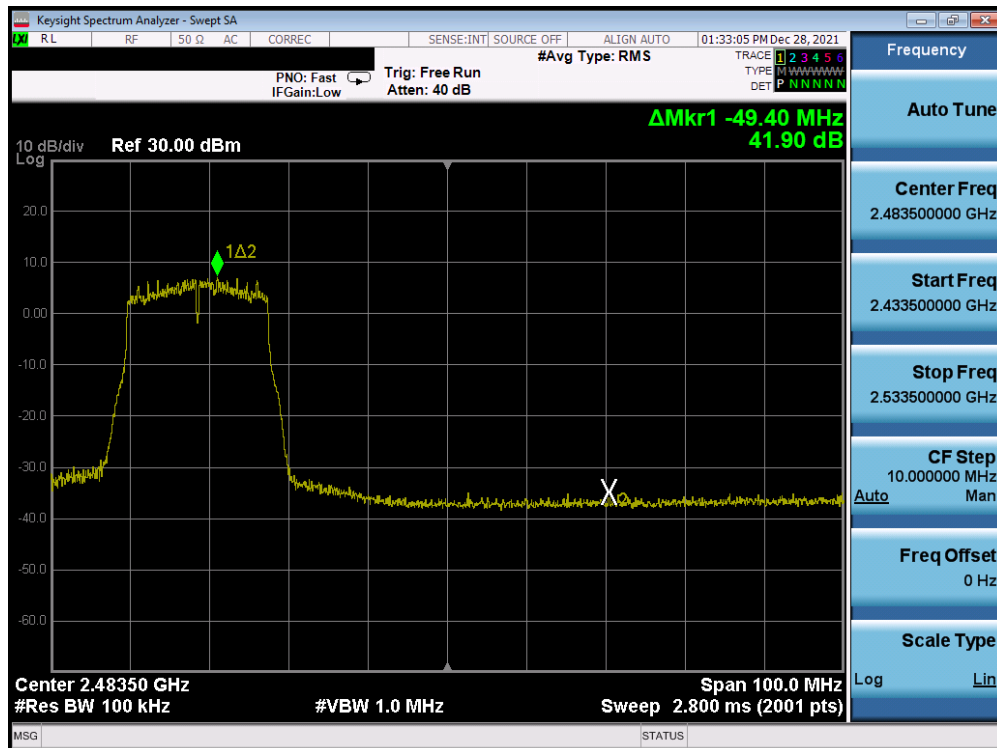 Keysight Spectrum Analyzer - Swept SA
LXI RL RF 50 Ω AC CORREC SENSE:INT SOURCE OFF ALIGN AUTO 01:33:05 PM Dec 28, 2021
#Avg Type: RMS
TRACE 1 2 3 4 5 6
TYPE M WWWWW
DET P N N N N N
PNO: Fast
IFGain:Low
Trig: Free Run
Atten: 40 dB
ΔMkr1 -49.40 MHz
41.90 dB
10 dB/div Ref 30.00 dBm
Log
20.0
10.0
0.00
-10.0
-20.0
-30.0
-40.0
-50.0
-60.0
1Δ2
X2
Center 2.48350 GHz
Span 100.0 MHz
#Res BW 100 kHz
#VBW 1.0 MHz
Sweep 2.800 ms (2001 pts)
MSG
STATUS
Frequency
Auto Tune
Center Freq
2.483500000 GHz
Start Freq
2.433500000 GHz
Stop Freq
2.533500000 GHz
CF Step
10.000000 MHz
Auto Man
Freq Offset
0 Hz
Scale Type
Log Lin